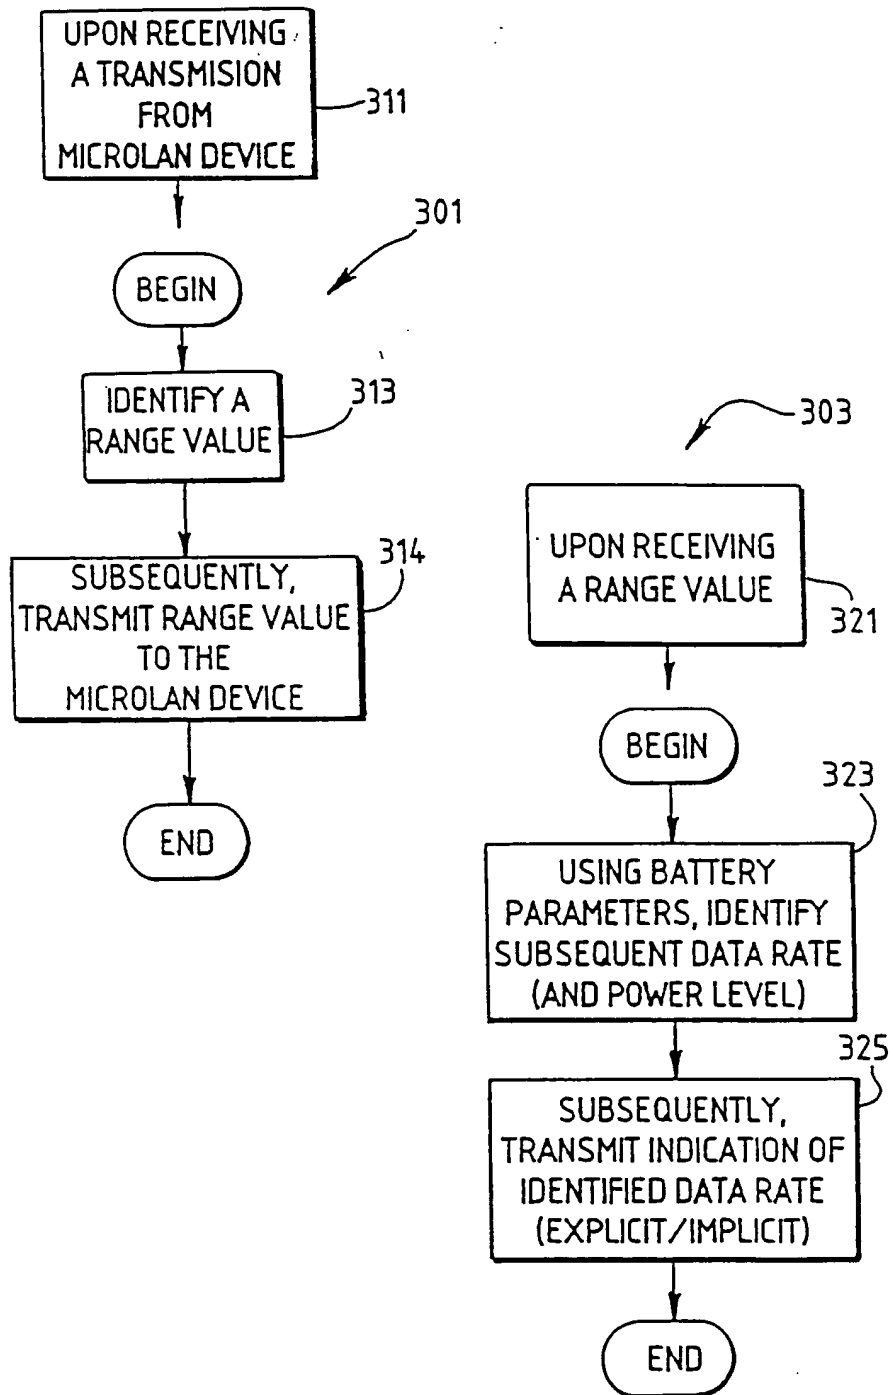 UPON RECEIVING
A TRANSMISION
FROM
MICROLAN DEVICE
311
301
BEGIN
IDENTIFY A
RANGE VALUE
313
SUBSEQUENTLY,
TRANSMIT RANGE VALUE
TO THE
MICROLAN DEVICE
314
END
303
UPON RECEIVING
A RANGE VALUE
321
BEGIN
USING BATTERY
PARAMETERS, IDENTIFY
SUBSEQUENT DATA RATE
(AND POWER LEVEL)
323
SUBSEQUENTLY,
TRANSMIT INDICATION OF
IDENTIFIED DATA RATE
(EXPLICIT/IMPLICIT)
325
END